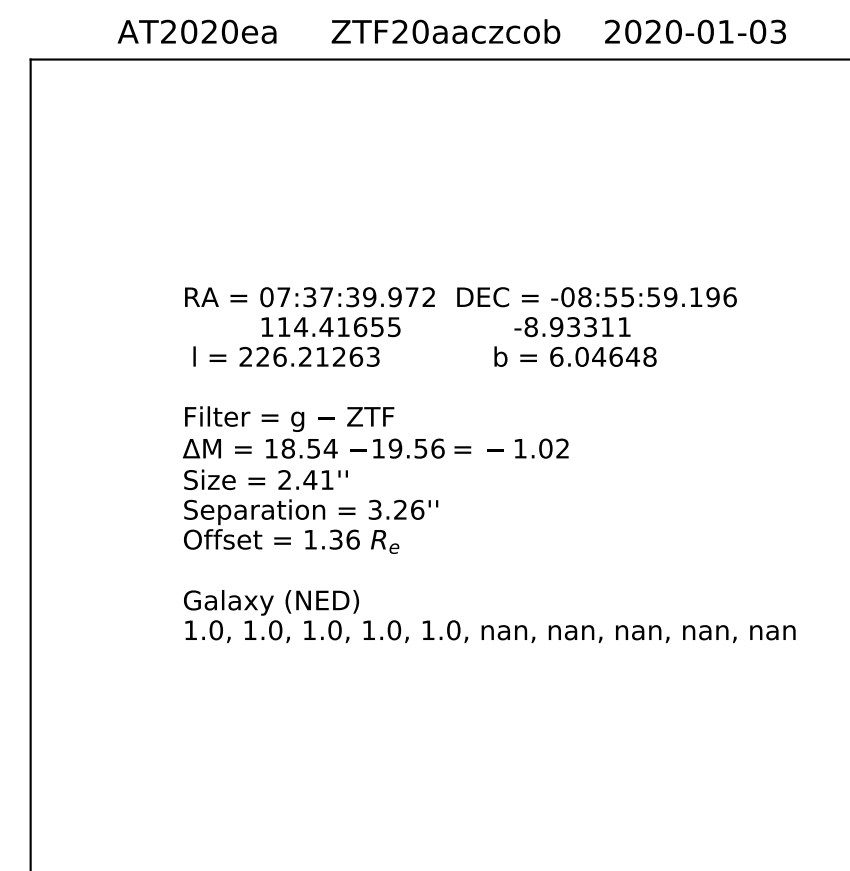 AT2020ea ZTF20aaczcob 2020-01-03
RA = 07:37:39.972 DEC = -08:55:59.196
114.41655 -8.93311
l = 226.21263 b = 6.04648
Filter = g − ZTF
ΔM = 18.54 −19.56 = − 1.02
Size = 2.41''
Separation = 3.26''
Offset = 1.36 Re
Galaxy (NED)
1.0, 1.0, 1.0, 1.0, 1.0, nan, nan, nan, nan, nan